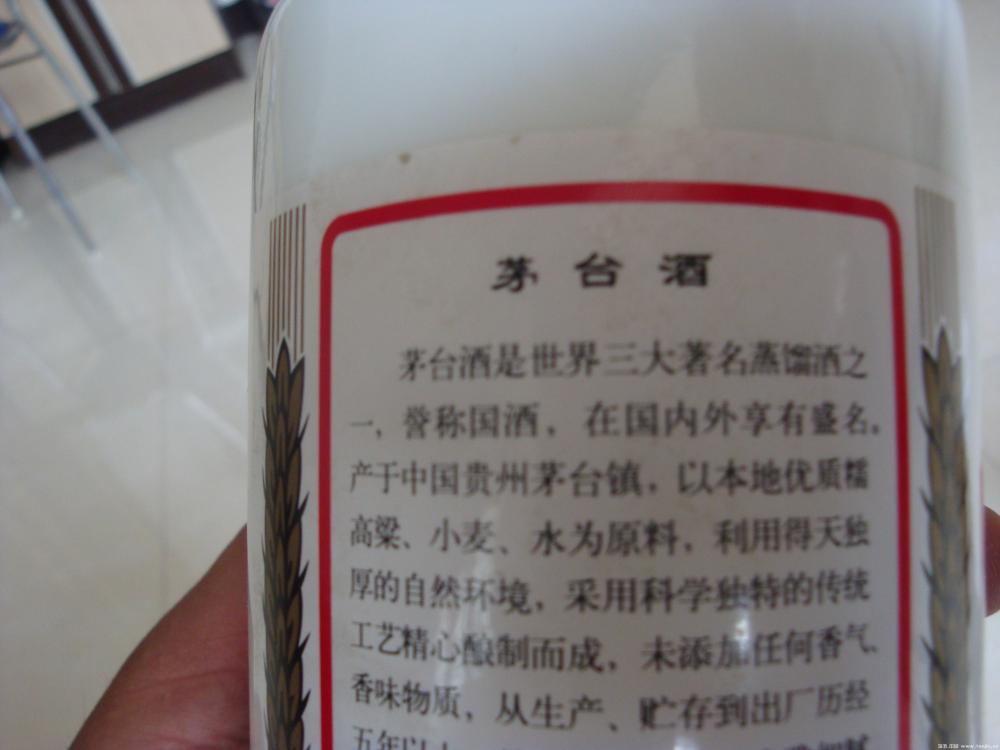 茅台酒
茅台酒是世界三大著名蒸馏酒之
一，誉称国酒，在国内外享有盛名。
产于中国贵州茅台镇，以本地优质糯
高粱、小麦、水为原料，利用得天独
厚的自然环境，采用科学独特的传统
工艺精心酿制而成，未添加任何香气、
香味物质，从生产、贮存到出厂历经
五年以上